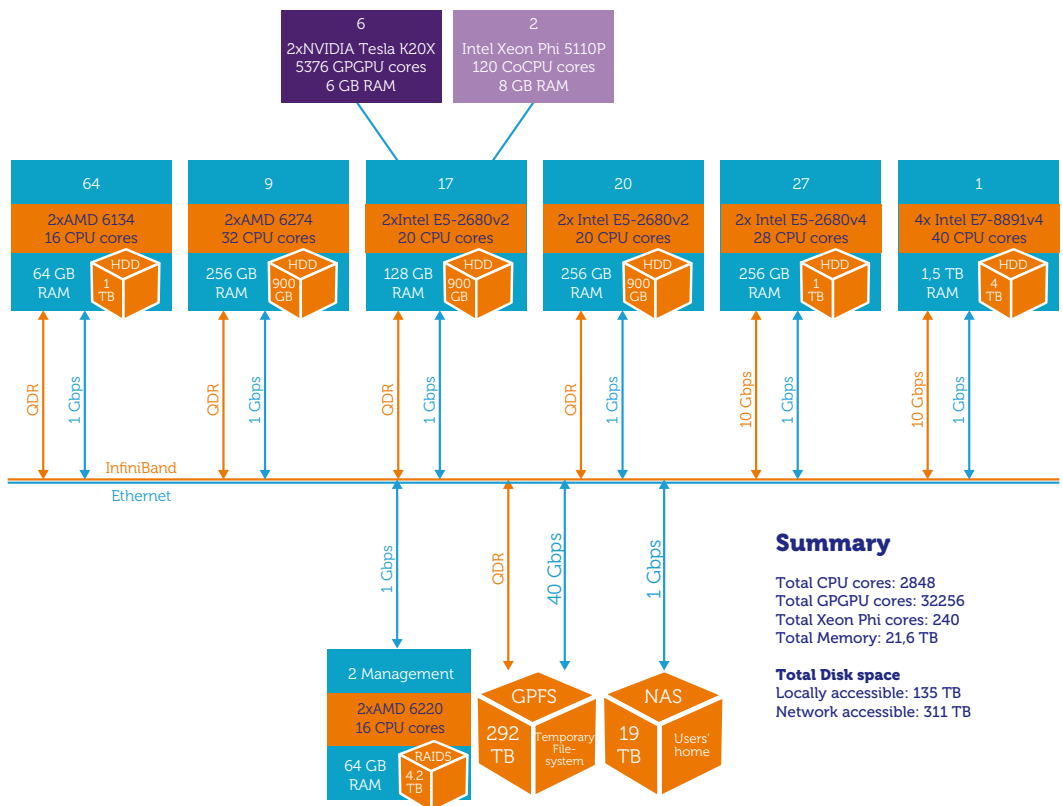 6
2xNVIDIA Tesla K20X
5376 GPGPU cores
6 GB RAM
2
Intel Xeon Phi 5110P
120 CoCPU cores
8 GB RAM
64
2xAMD 6134
16 CPU cores
64 GB
RAM
HDD
1
TB
9
2xAMD 6274
32 CPU cores
256 GB
RAM
HDD
900
GB
17
2xIntel E5-2680v2
20 CPU cores
128 GB
RAM
HDD
900
GB
20
2x Intel E5-2680v2
20 CPU cores
256 GB
RAM
HDD
900
GB
27
2x Intel E5-2680v4
28 CPU cores
256 GB
RAM
HDD
1
TB
1
4x Intel E7-8891v4
40 CPU cores
1,5 TB
RAM
HDD
4
TB
QDR
1 Gbps
QDR
1 Gbps
QDR
1 Gbps
QDR
1 Gbps
10 Gbps
1 Gbps
10 Gbps
1 Gbps
InfiniBand
Ethernet
1 Gbps
QDR
40 Gbps
1 Gbps
2 Management
2xAMD 6220
16 CPU cores
64 GB
RAM
RAID5
4.2
TB
GPFS
292
TB
Temporary
File-
system
NAS
19
TB
Users'
home
Summary
Total CPU cores: 2848
Total GPGPU cores: 32256
Total Xeon Phi cores: 240
Total Memory: 21,6 TB
Total Disk space
Locally accessible: 135 TB
Network accessible: 311 TB